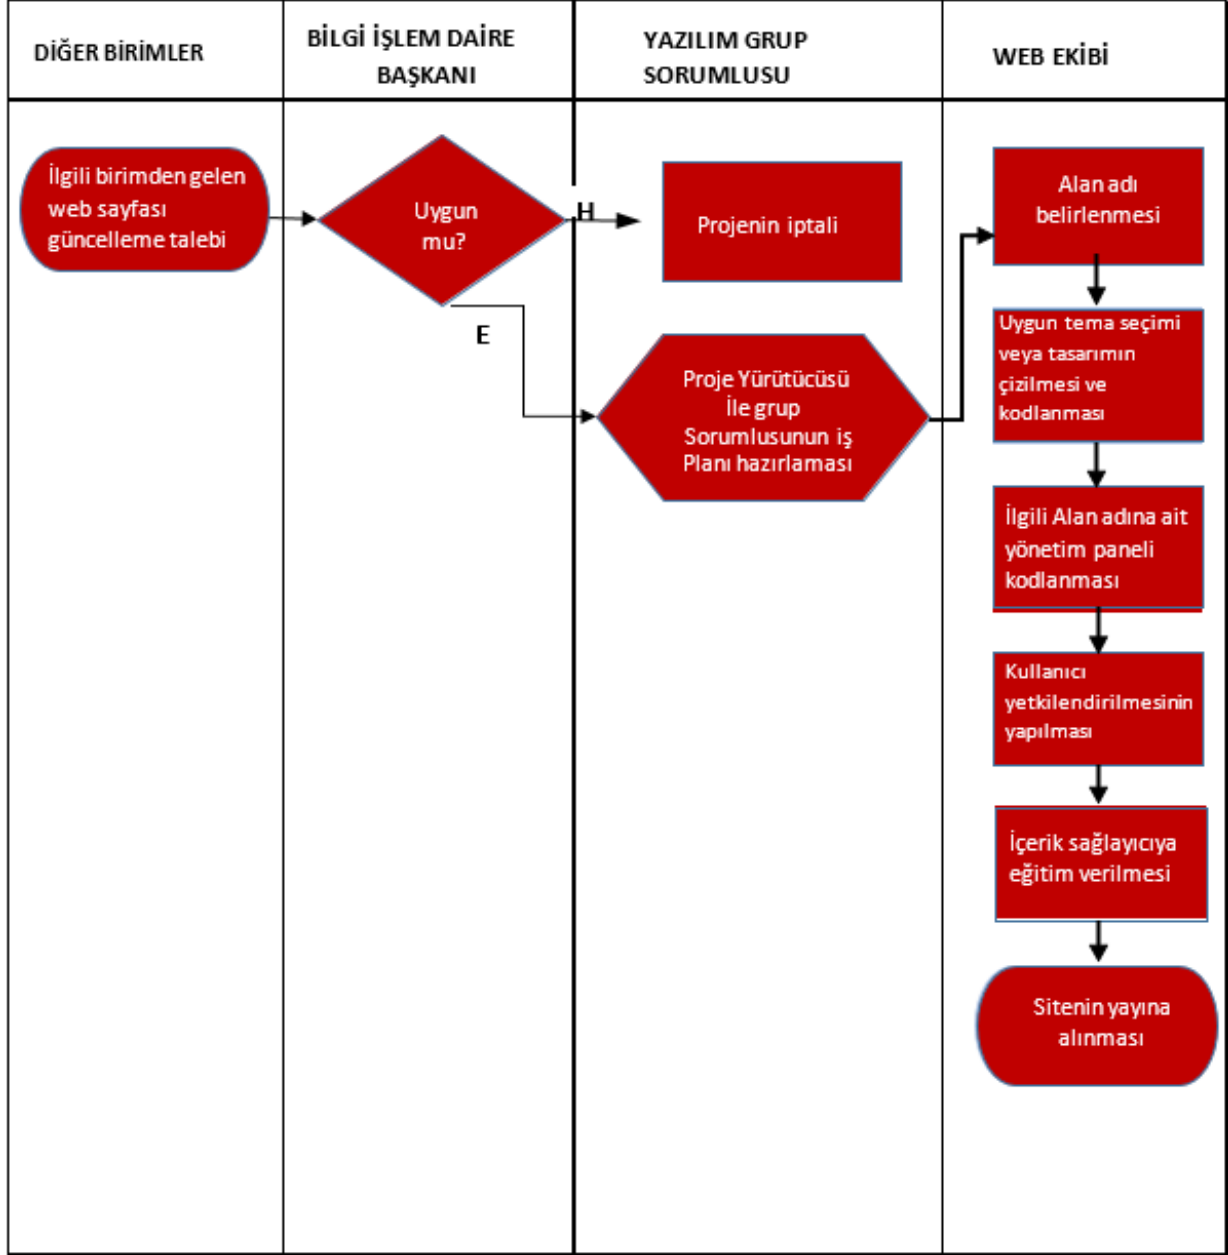 DİĞER BİRİMLER
BİLGİ İŞLEM DAİRE
BAŞKANI
YAZILIM GRUP
SORUMLUSU
WEB EKİBİ
İlgili birimden gelen
web sayfası
güncelleme talebi
Uygun
mu?
H
E
Projenin iptali
Proje Yürütücüsü
İle grup
Sorumlusunun iş
Planı hazırlaması
Alan adı
belirlenmesi
Uygun tema seçimi
veya tasarımın
çizilmesi ve
kodlanması
İlgili Alan adına ait
yönetim paneli
kodlanması
Kullanıcı
yetkilendirilmesinin
yapılması
İçerik sağlayıcıya
eğitim verilmesi
Sitenin yayına
alınması